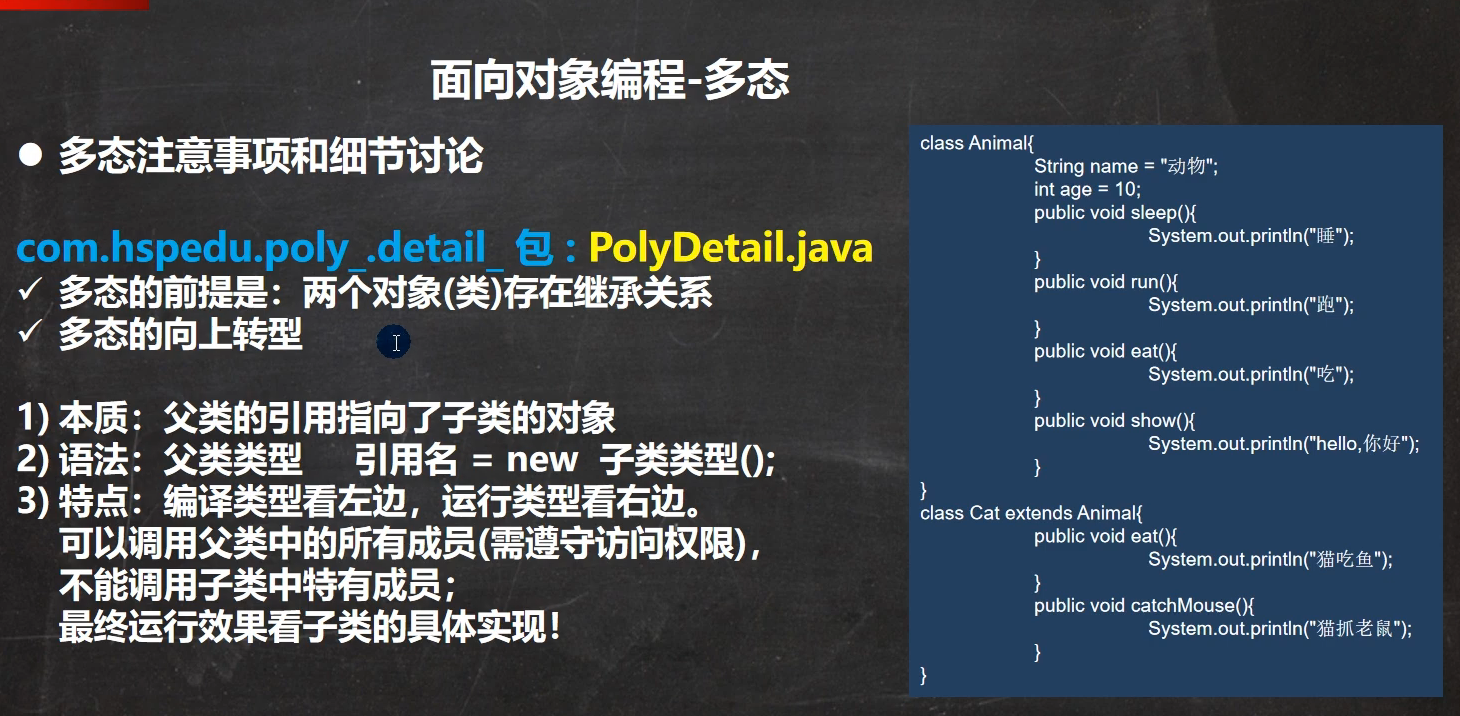 面向对象编程-多态
● 多态注意事项和细节讨论
com.hspedu.poly_.detail_ 包 : PolyDetail.java
✓ 多态的前提是：两个对象(类)存在继承关系
✓ 多态的向上转型
1) 本质：父类的引用指向了子类的对象
2) 语法：父类类型 引用名 = new 子类类型();
3) 特点：编译类型看左边，运行类型看右边。
可以调用父类中的所有成员(需遵守访问权限)，
不能调用子类中特有成员；
最终运行效果看子类的具体实现！
class Animal{
String name = "动物";
int age = 10;
public void sleep(){
System.out.println("睡");
}
public void run(){
System.out.println("跑");
}
public void eat(){
System.out.println("吃");
}
public void show(){
System.out.println("hello,你好");
}
}
class Cat extends Animal{
public void eat(){
System.out.println("猫吃鱼");
}
public void catchMouse(){
System.out.println("猫抓老鼠");
}
}